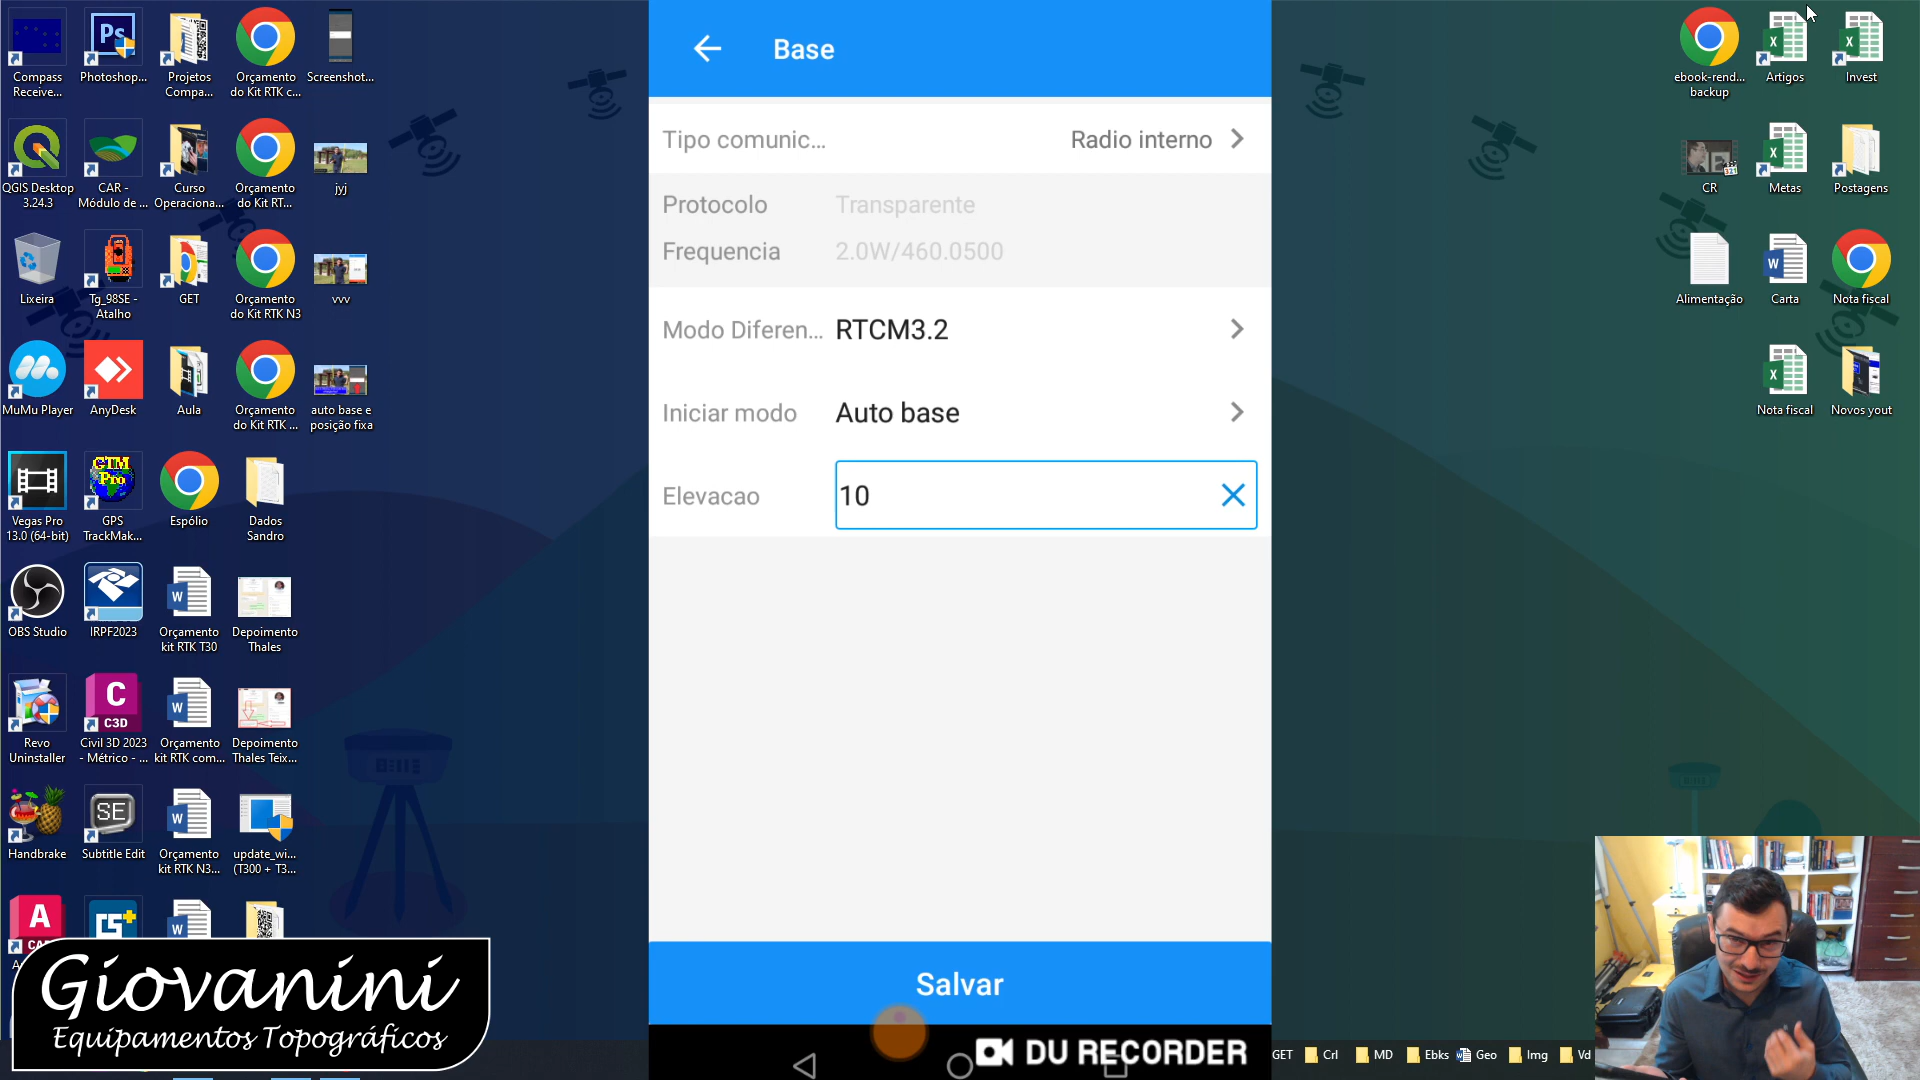 Compass
Receive...
Photoshop...
Projetos
Compa...
Orçamento
do Kit RTK c...
Screenshot...
QGIS Desktop
3.24.3
CAR -
Módulo de ...
Curso
Operaciona...
Orçamento
do Kit RT...
jyj
Lixeira
Tg_98SE -
Atalho
GET
Orçamento
do Kit RTK N3
vvv
MuMu Player
AnyDesk
Aula
Orçamento
do Kit RTK ...
auto base e
posição fixa
GTM
Pro
Vegas Pro
13.0 (64-bit)
GPS
TrackMak...
Espólio
Dados
Sandro
OBS Studio
IRPF2023
Orçamento
kit RTK T30
Depoimento
Thales
C
C3D
Revo
Uninstaller
Civil 3D 2023
- Métrico - ...
Orçamento
kit RTK com...
Depoimento
Thales Teix...
SE
Handbrake
Subtitle Edit
Orçamento
kit RTK N3...
update_wi...
(T300 + T3...
Giovanini
Equipamentos Topográficos
Base
Tipo comunic...
Radio interno
Protocolo
Transparente
Frequencia
2.0W/460.0500
Modo Diferen...
RTCM3.2
Iniciar modo
Auto base
Elevacao
10
Salvar
DU RECORDER
ebook-rend...
backup
Artigos
Invest
CR
Metas
Postagens
Alimentação
Carta
Nota fiscal
Nota fiscal
Novos yout
GET
Crl
MD
Ebks
Geo
Img
Vd